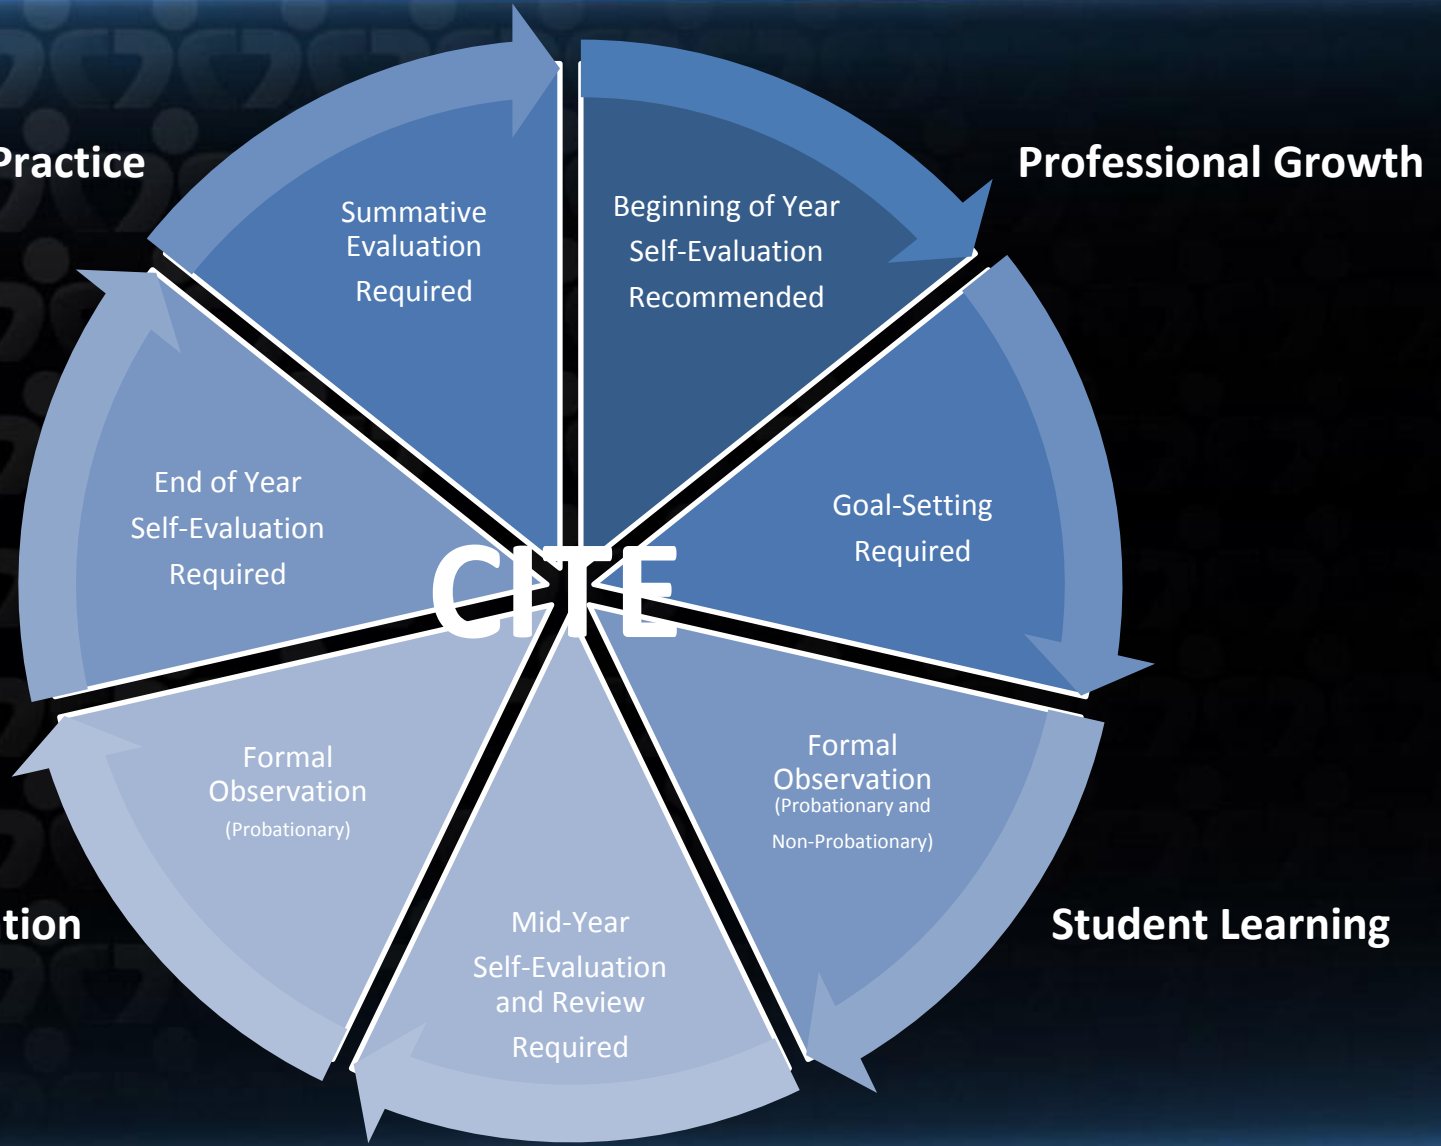 Practice
Professional Growth
Summative
Evaluation
Required
Beginning of Year
Self-Evaluation
Recommended
End of Year
Self-Evaluation
Required
Goal-Setting
Required
CITE
Formal
Observation
(Probationary)
Formal
Observation
(Probationary and
Non-Probationary)
Mid-Year
Self-Evaluation
and Review
Required
Student Learning